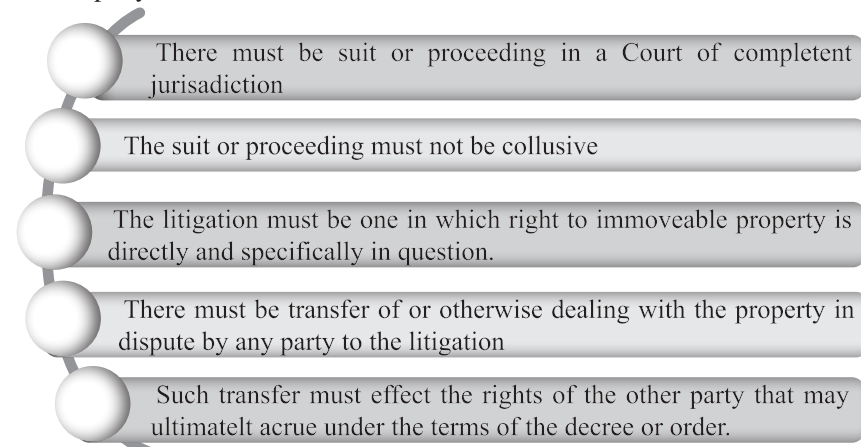 There must be suit or proceeding in a Court of completent
jurisadiction
The suit or proceeding must not be collusive
The litigation must be one in which right to immoveable property is
directly and specifically in question.
There must be transfer of or otherwise dealing with the property in
dispute by any party to the litigation
Such transfer must effect the rights of the other party that may
ultimatelt acrue under the terms of the decree or order.